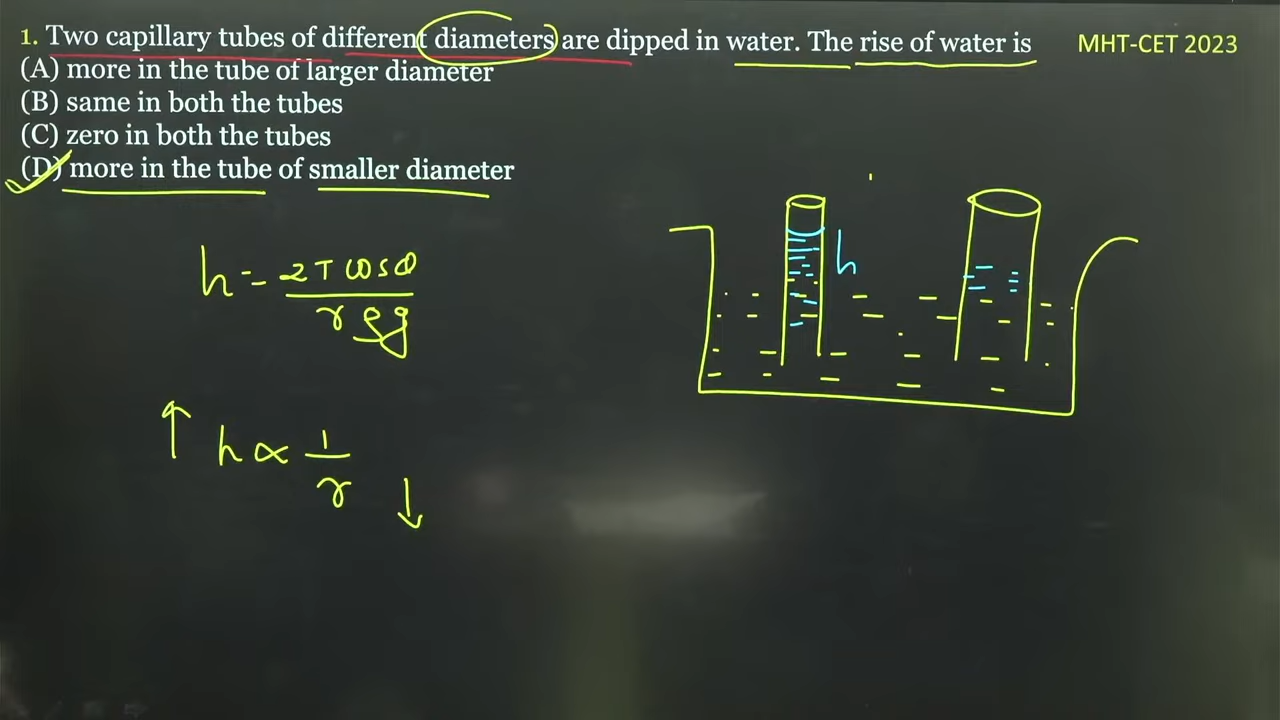 1. Two capillary tubes of different diameters are dipped in water. The rise of water is MHT-CET 2023
(A) more in the tube of larger diameter
(B) same in both the tubes
(C) zero in both the tubes
(D) more in the tube of smaller diameter
h = 2T cosθ / rρg
h
↑ h ∝ 1/r ↓